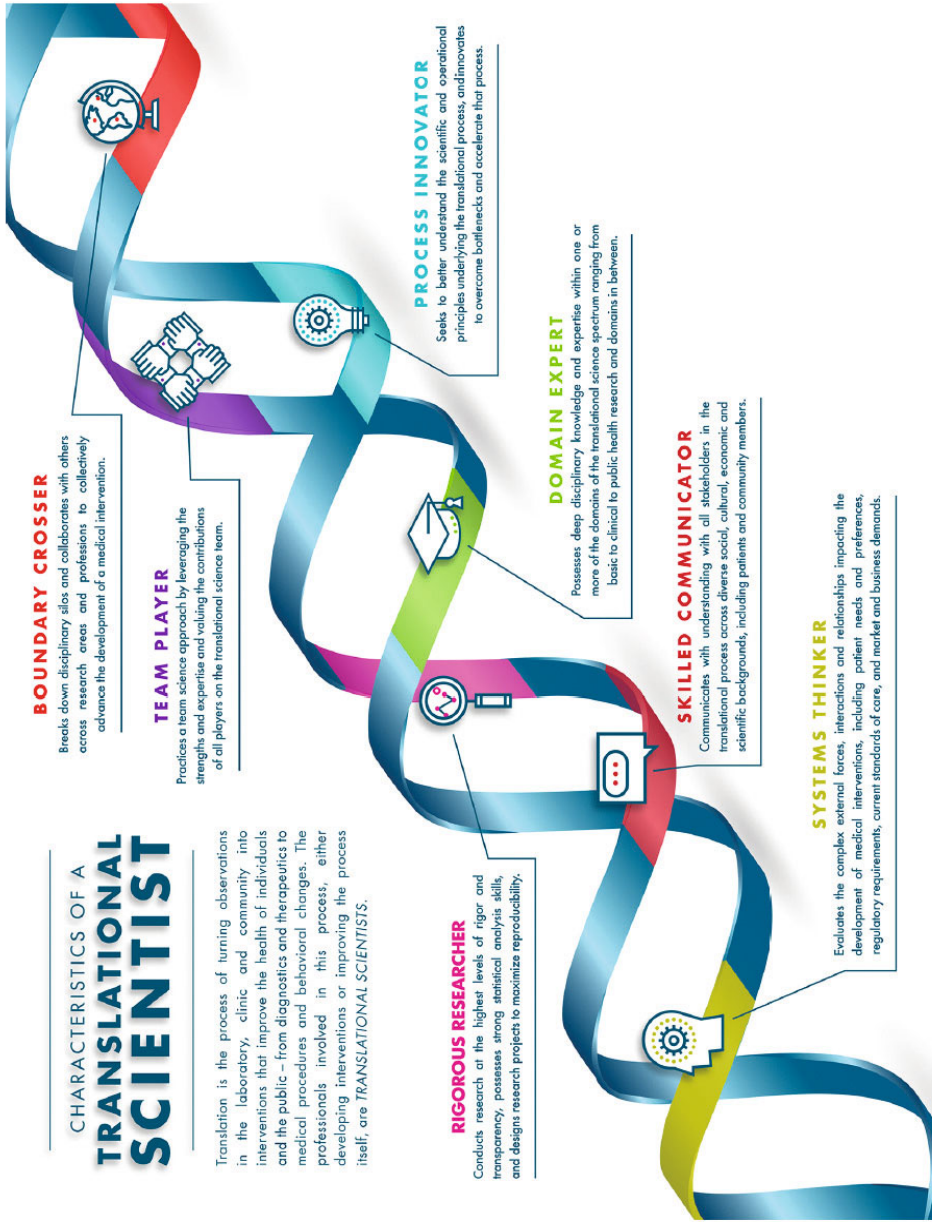 CHARACTERISTICS OF A
TRANSLATIONAL
SCIENTIST
Translation is the process of turning observations
in the laboratory, clinic and community into
interventions that improve the health of individuals
and the public – from diagnostics and therapeutics to
medical procedures and behavioral changes. The
professionals involved in this process, either
developing interventions or improving the process
itself, are TRANSLATIONAL SCIENTISTS.
BOUNDARY CROSSER
Breaks down disciplinary silos and collaborates with others
across research areas and professions to collectively
advance the development of a medical intervention.
TEAM PLAYER
Practices a team science approach by leveraging the
strengths and expertise and valuing the contributions
of all players on the translational science team.
PROCESS INNOVATOR
Seeks to better understand the scientific and operational
principles underlying the translational process, andinnovates
to overcome bottlenecks and accelerate that process.
DOMAIN EXPERT
Possesses deep disciplinary knowledge and expertise within one or
more of the domains of the translational science spectrum ranging from
basic to clinical to public health research and domains in between.
RIGOROUS RESEARCHER
Conducts research at the highest levels of rigor and
transparency, possesses strong statistical analysis skills,
and designs research projects to maximize reproducibility.
SKILLED COMMUNICATOR
Communicates with understanding with all stakeholders in the
translational process across diverse social, cultural, economic and
scientific backgrounds, including patients and community members.
SYSTEMS THINKER
Evaluates the complex external forces, interactions and relationships impacting the
development of medical interventions, including patient needs and preferences,
regulatory requirements, current standards of care, and market and business demands.